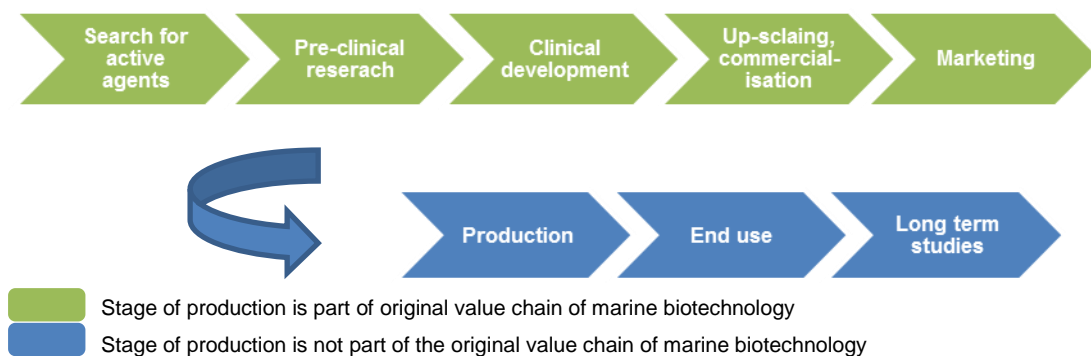 Search for
active
agents
Pre-clinical
reserach
Clinical
development
Up-sclaing,
commercial-
isation
Marketing
Production
End use
Long term
studies
Stage of production is part of original value chain of marine biotechnology
Stage of production is not part of the original value chain of marine biotechnology